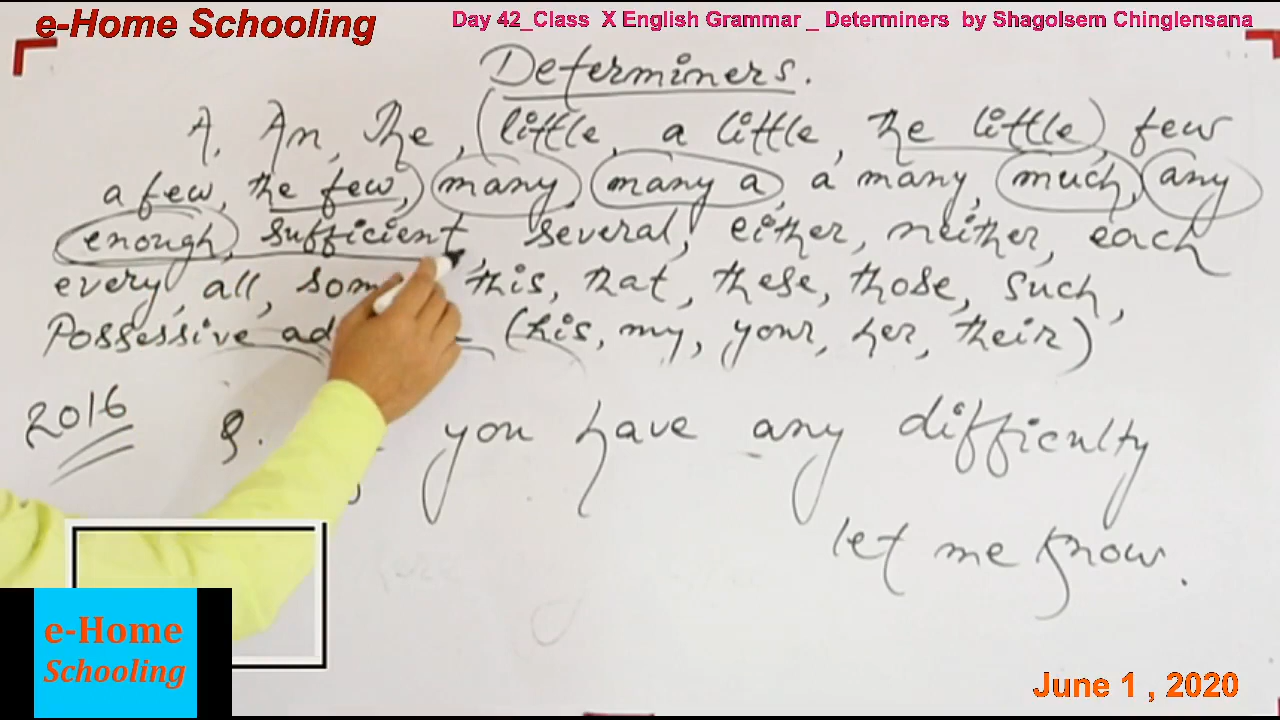 e-Home Schooling
Day 42_Class X English Grammar _ Determiners by Shagolsem Chinglensana
Determiners.
A, An, The, (little, a little, the little) few
a few, the few,) many, many a, a many, much, any
enough, sufficient, several, either, neither, each
every, all, some this, that, these, those, such,
Possessive (his, my, your, her, their)
2016 you have any difficulty
let me know.
e-Home
Schooling
June 1 , 2020